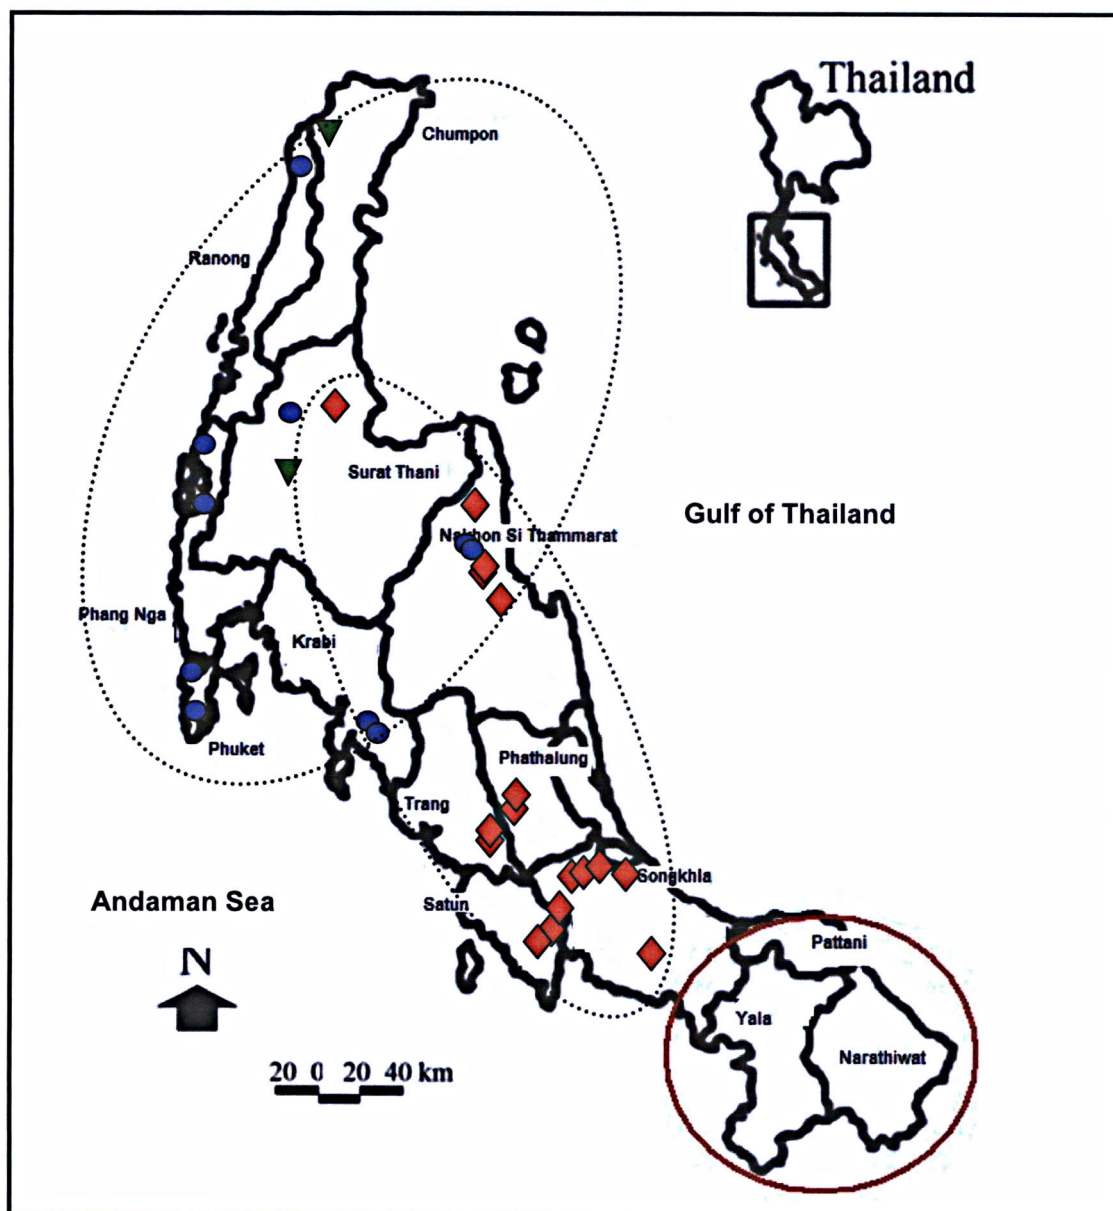 Thailand
Chumpon
Ranong
Surat Thani
Gulf of Thailand
Nakhon Si Thammarat
Phang Nga
Krabi
Phuket
Phathalung
Trang
Songkhla
Andaman Sea
Satun
Pattani
N
Yala
Narathiwat
20 0 20 40 km